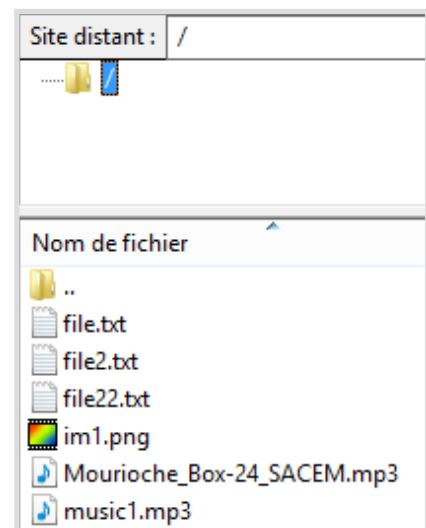 Site distant : /
/
Nom de fichier
..
file.txt
file2.txt
file22.txt
im1.png
Mourioche_Box-24_SACEM.mp3
music1.mp3